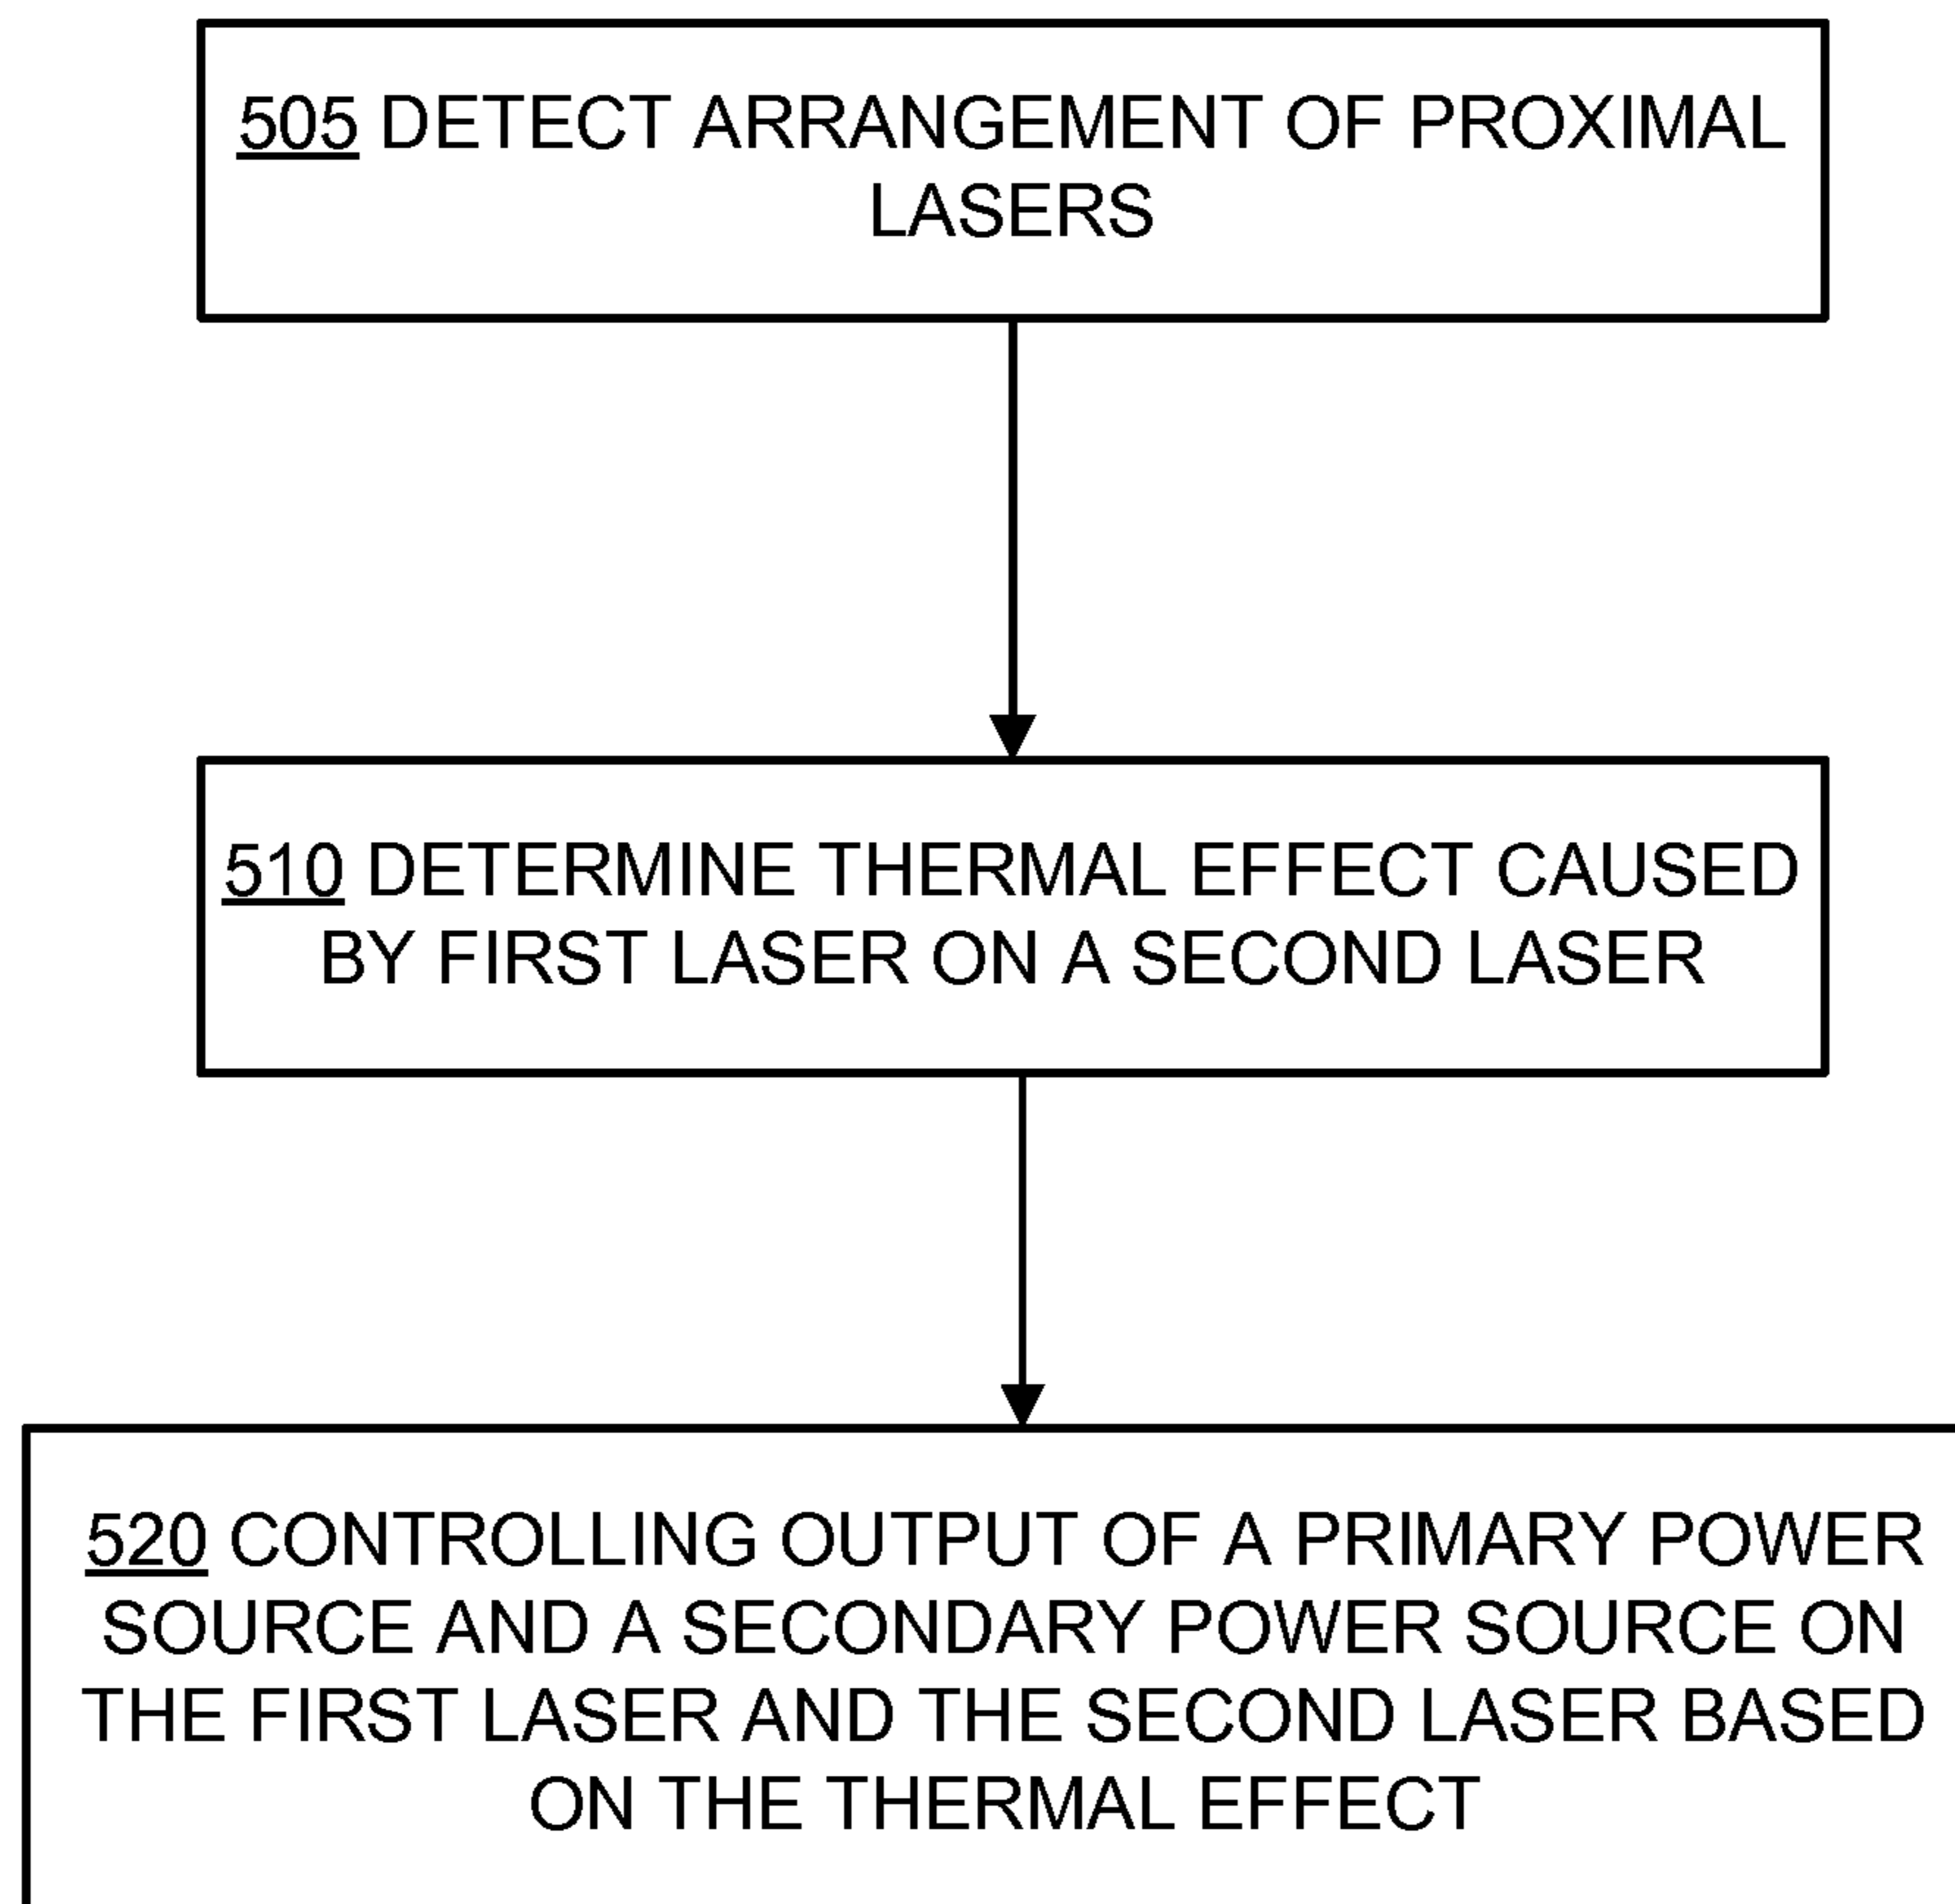 505 DETECT ARRANGEMENT OF PROXIMAL
LASERS
510 DETERMINE THERMAL EFFECT CAUSED
BY FIRST LASER ON A SECOND LASER
520 CONTROLLING OUTPUT OF A PRIMARY POWER
SOURCE AND A SECONDARY POWER SOURCE ON
THE FIRST LASER AND THE SECOND LASER BASED
ON THE THERMAL EFFECT